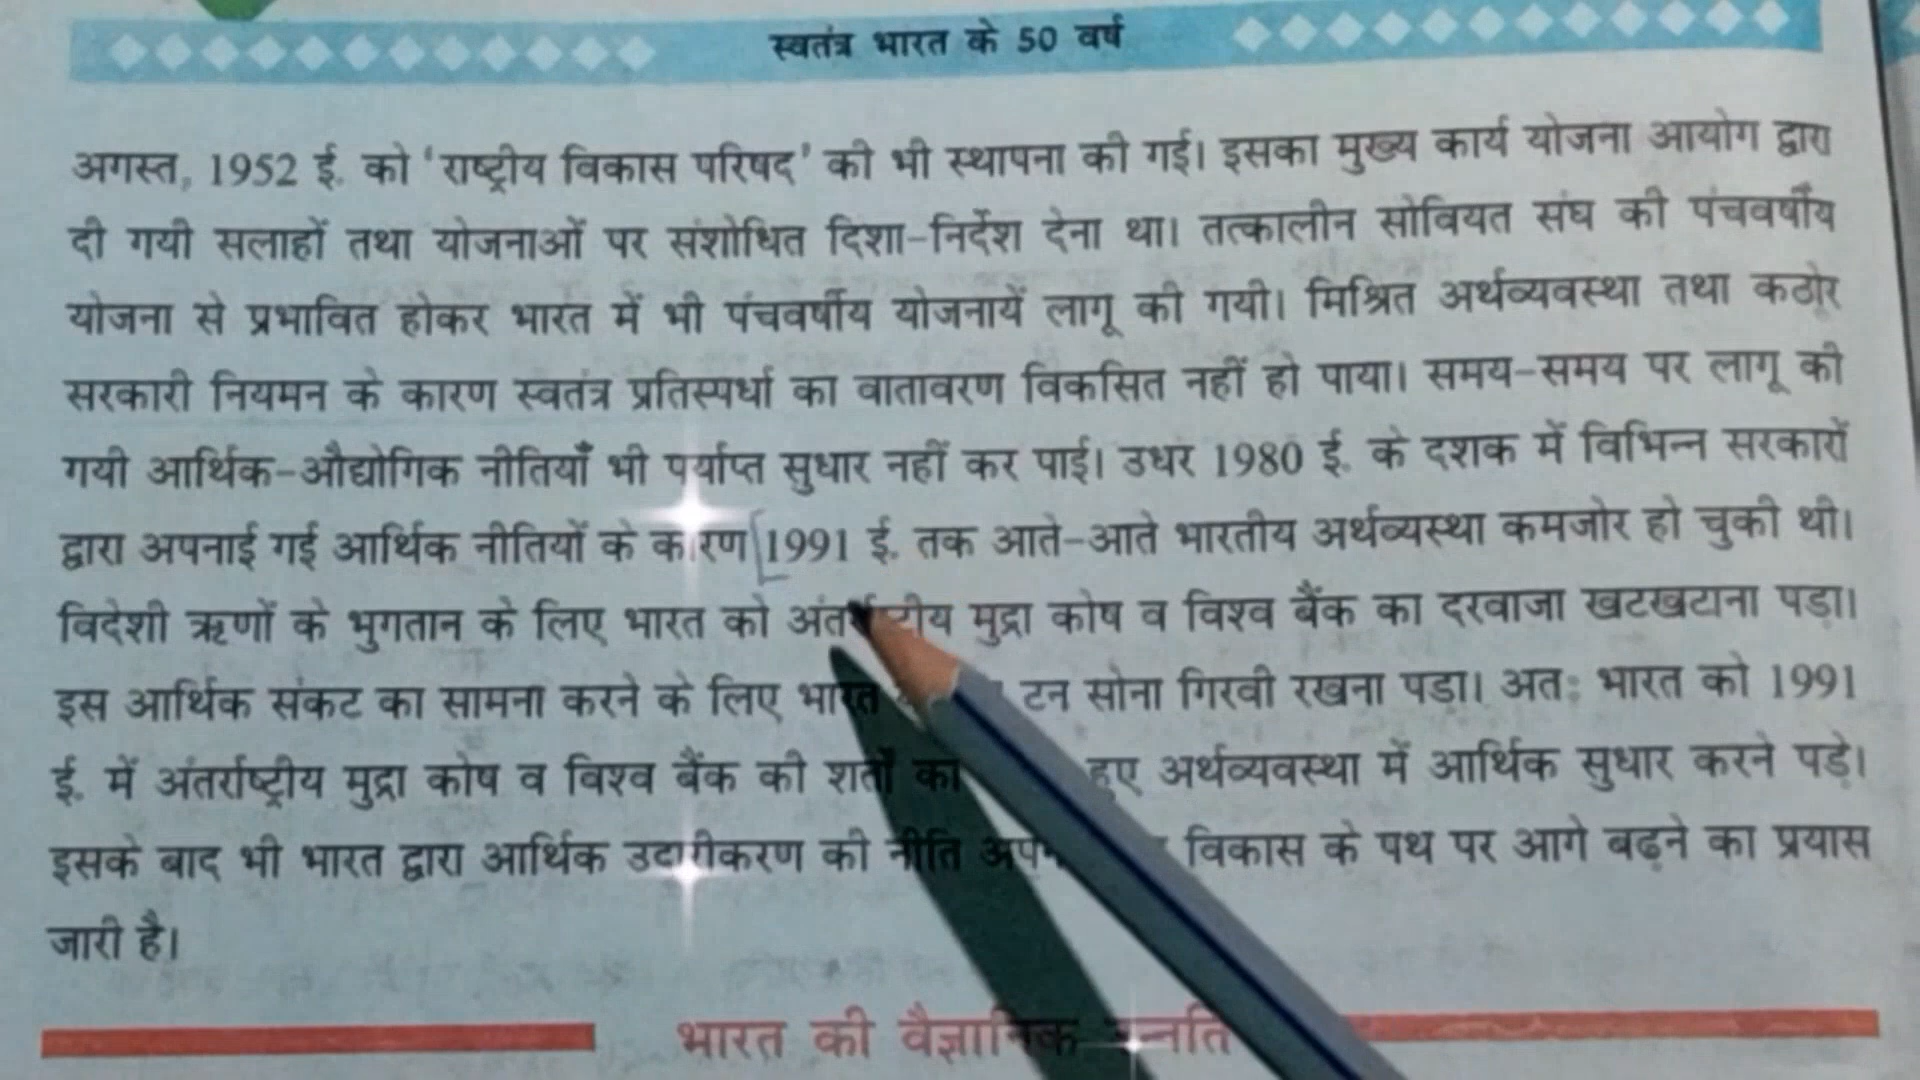 स्वतंत्र भारत के 50 वर्ष
अगस्त, 1952 ई. को 'राष्ट्रीय विकास परिषद' की भी स्थापना की गई। इसका मुख्य कार्य योजना आयोग द्वारा
दी गयी सलाहों तथा योजनाओं पर संशोधित दिशा-निर्देश देना था। तत्कालीन सोवियत संघ की पंचवर्षीय
योजना से प्रभावित होकर भारत में भी पंचवर्षीय योजनायें लागू की गयी। मिश्रित अर्थव्यवस्था तथा कठोर
सरकारी नियमन के कारण स्वतंत्र प्रतिस्पर्धा का वातावरण विकसित नहीं हो पाया। समय-समय पर लागू की
गयी आर्थिक-औद्योगिक नीतियाँ भी पर्याप्त सुधार नहीं कर पाई। उधर 1980 ई. के दशक में विभिन्न सरकारों
द्वारा अपनाई गई आर्थिक नीतियों के कारण 1991 ई. तक आते-आते भारतीय अर्थव्यस्था कमजोर हो चुकी थी।
विदेशी ऋणों के भुगतान के लिए भारत को अंतर्राष्ट्रीय मुद्रा कोष व विश्व बैंक का दरवाजा खटखटाना पड़ा।
इस आर्थिक संकट का सामना करने के लिए भारत टन सोना गिरवी रखना पडा। अतः भारत को 1991
ई. में अंतर्राष्ट्रीय मुद्रा कोष व विश्व बैंक की शर्तों का हुए अर्थव्यवस्था में आर्थिक सुधार करने पड़े।
इसके बाद भी भारत द्वारा आर्थिक उदारीकरण की नीति विकास के पथ पर आगे बढ़ने का प्रयास
जारी है।
भारत की वैज्ञानिक उन्नति